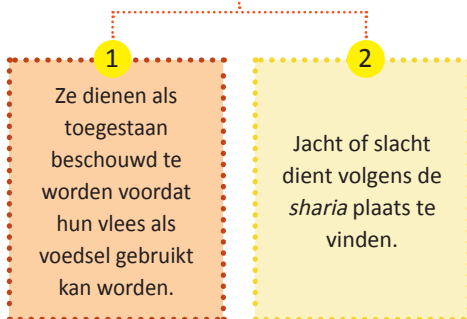 1
Ze dienen als
toegestaan
beschouwd te
worden voordat
hun vlees als
voedsel gebruikt
kan worden.
2
Jacht of slacht
dient volgens de
sharia plaats te
vinden.